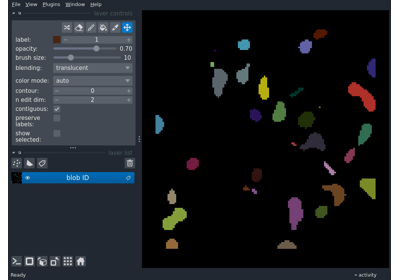 File View Plugins Window Help
layer controls
label: 1
opacity: 0.70
brush size: 10
blending: translucent
color mode: auto
contour: 0
n edit dim: 2
contiguous:
preserve
labels:
show
selected:
layer list
blob ID
Ready activity